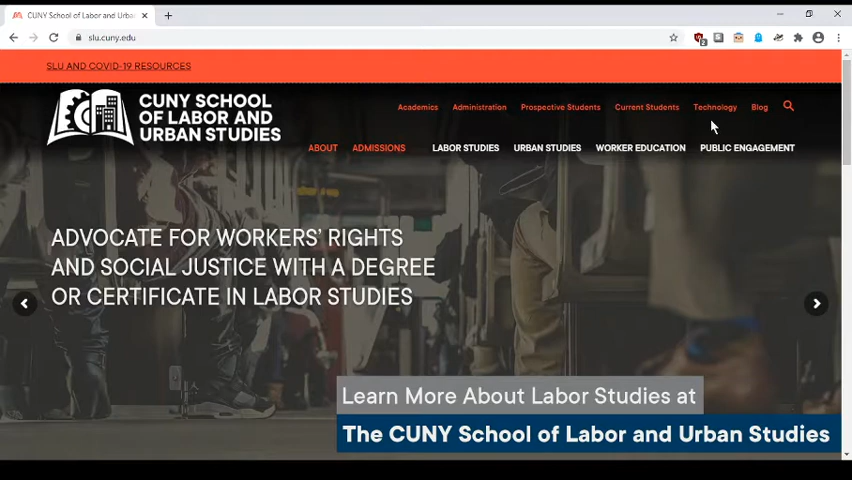 CUNY School of Labor and Urban
slu.cuny.edu
2
SLU AND COVID-19 RESOURCES
CUNY SCHOOL
OF LABOR AND
URBAN STUDIES
Academics Administration Prospective Students Current Students Technology Blog
ABOUT ADMISSIONS LABOR STUDIES URBAN STUDIES WORKER EDUCATION PUBLIC ENGAGEMENT
ADVOCATE FOR WORKERS’ RIGHTS
AND SOCIAL JUSTICE WITH A DEGREE
OR CERTIFICATE IN LABOR STUDIES
Learn More About Labor Studies at
The CUNY School of Labor and Urban Studies